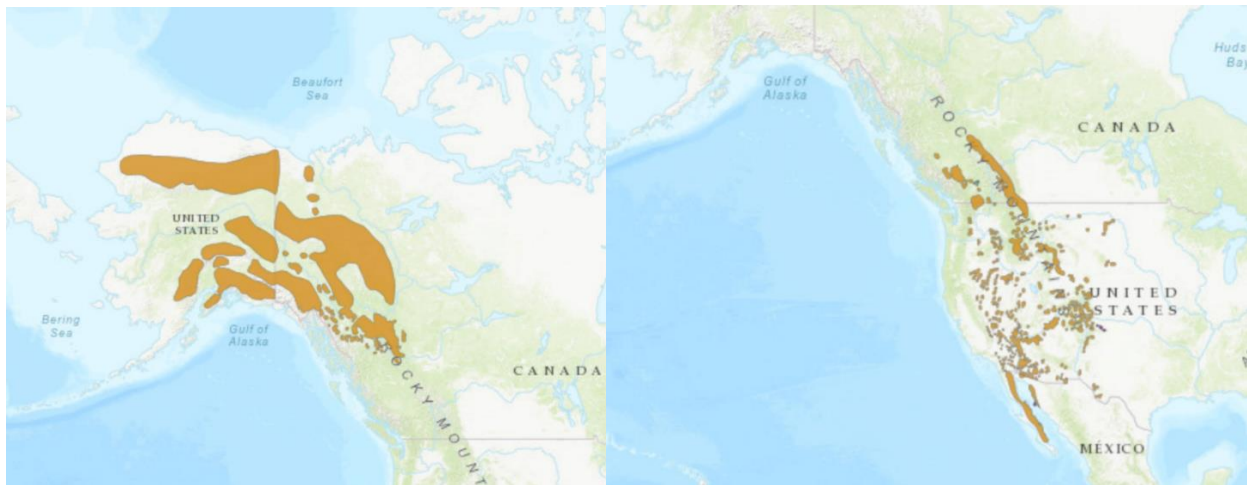 Beaufort
Sea
UNITED
STATES
Bering
Sea
Gulf of
Alaska
CANADA
ROCKY MOUNT
Gulf of
Alaska
Huds
Bay
ROCKY MOUNTAINS
CANADA
UNITED
STATES
MÉXICO